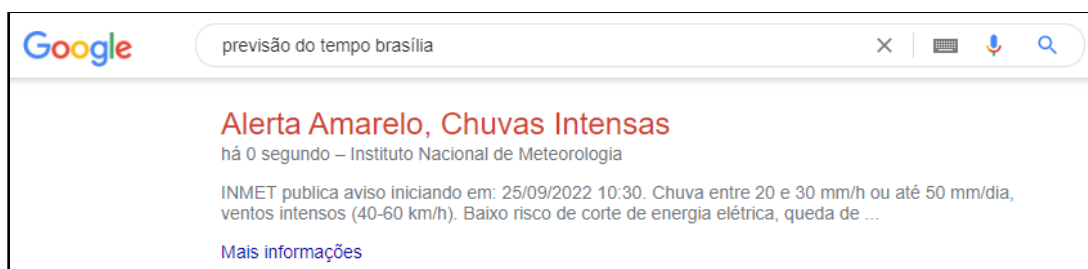 Google
previsão do tempo brasília
Alerta Amarelo, Chuvas Intensas
há 0 segundo – Instituto Nacional de Meteorologia
INMET publica aviso iniciando em: 25/09/2022 10:30. Chuva entre 20 e 30 mm/h ou até 50 mm/dia,
ventos intensos (40-60 km/h). Baixo risco de corte de energia elétrica, queda de ...
Mais informações